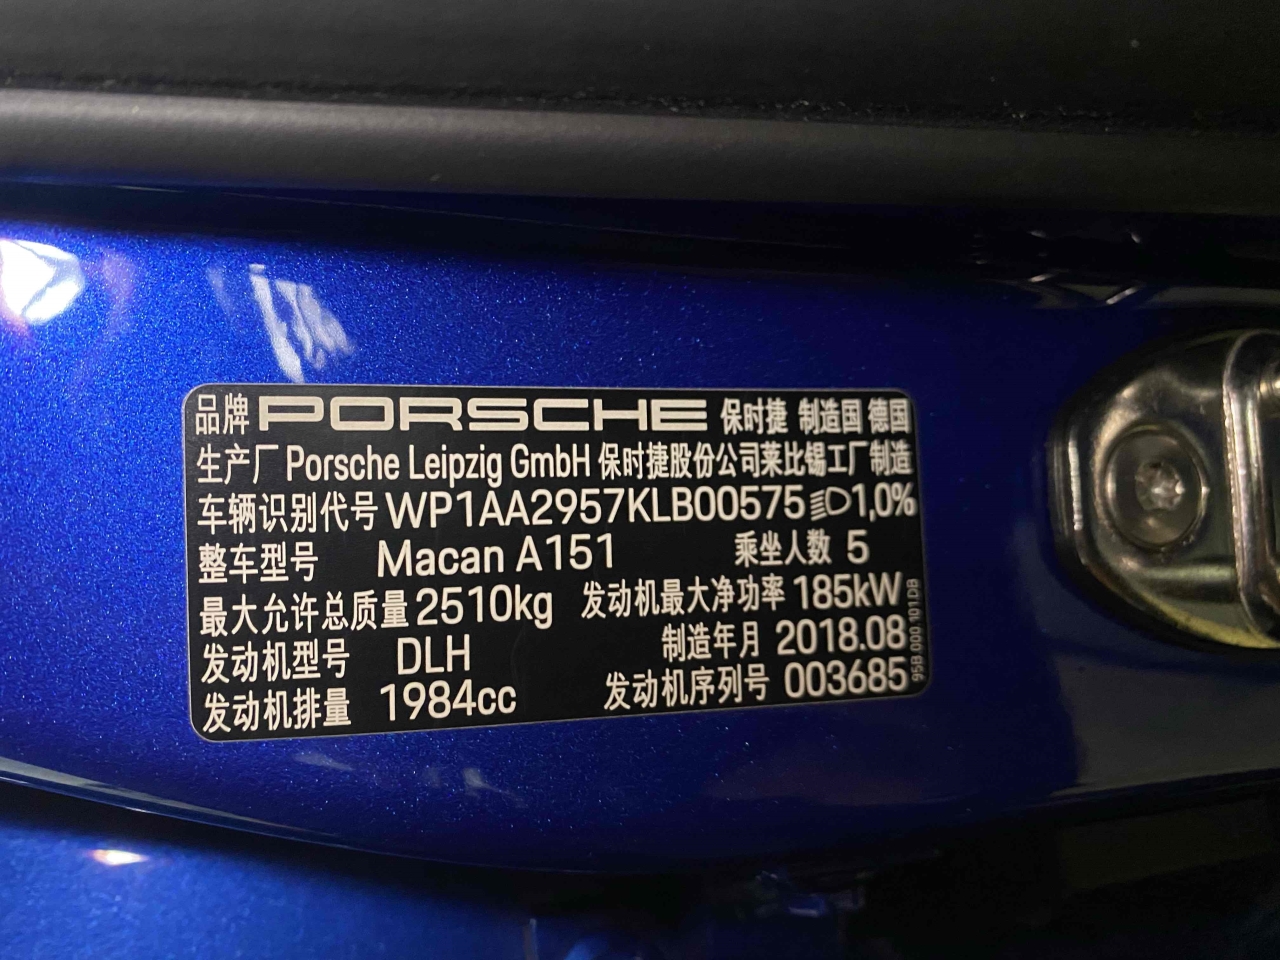 品牌 PORSCHE 保时捷 制造国 德国
生产厂 Porsche Leipzig GmbH 保时捷股份公司莱比锡工厂制造
车辆识别代号 WP1AA2957KLB00575 1,0%
整车型号 Macan A151 乘坐人数 5
最大允许总质量 2510kg 发动机最大净功率 185kW
发动机型号 DLH 制造年月 2018.08
发动机排量 1984cc 发动机序列号 003685
95B 000 101 DB